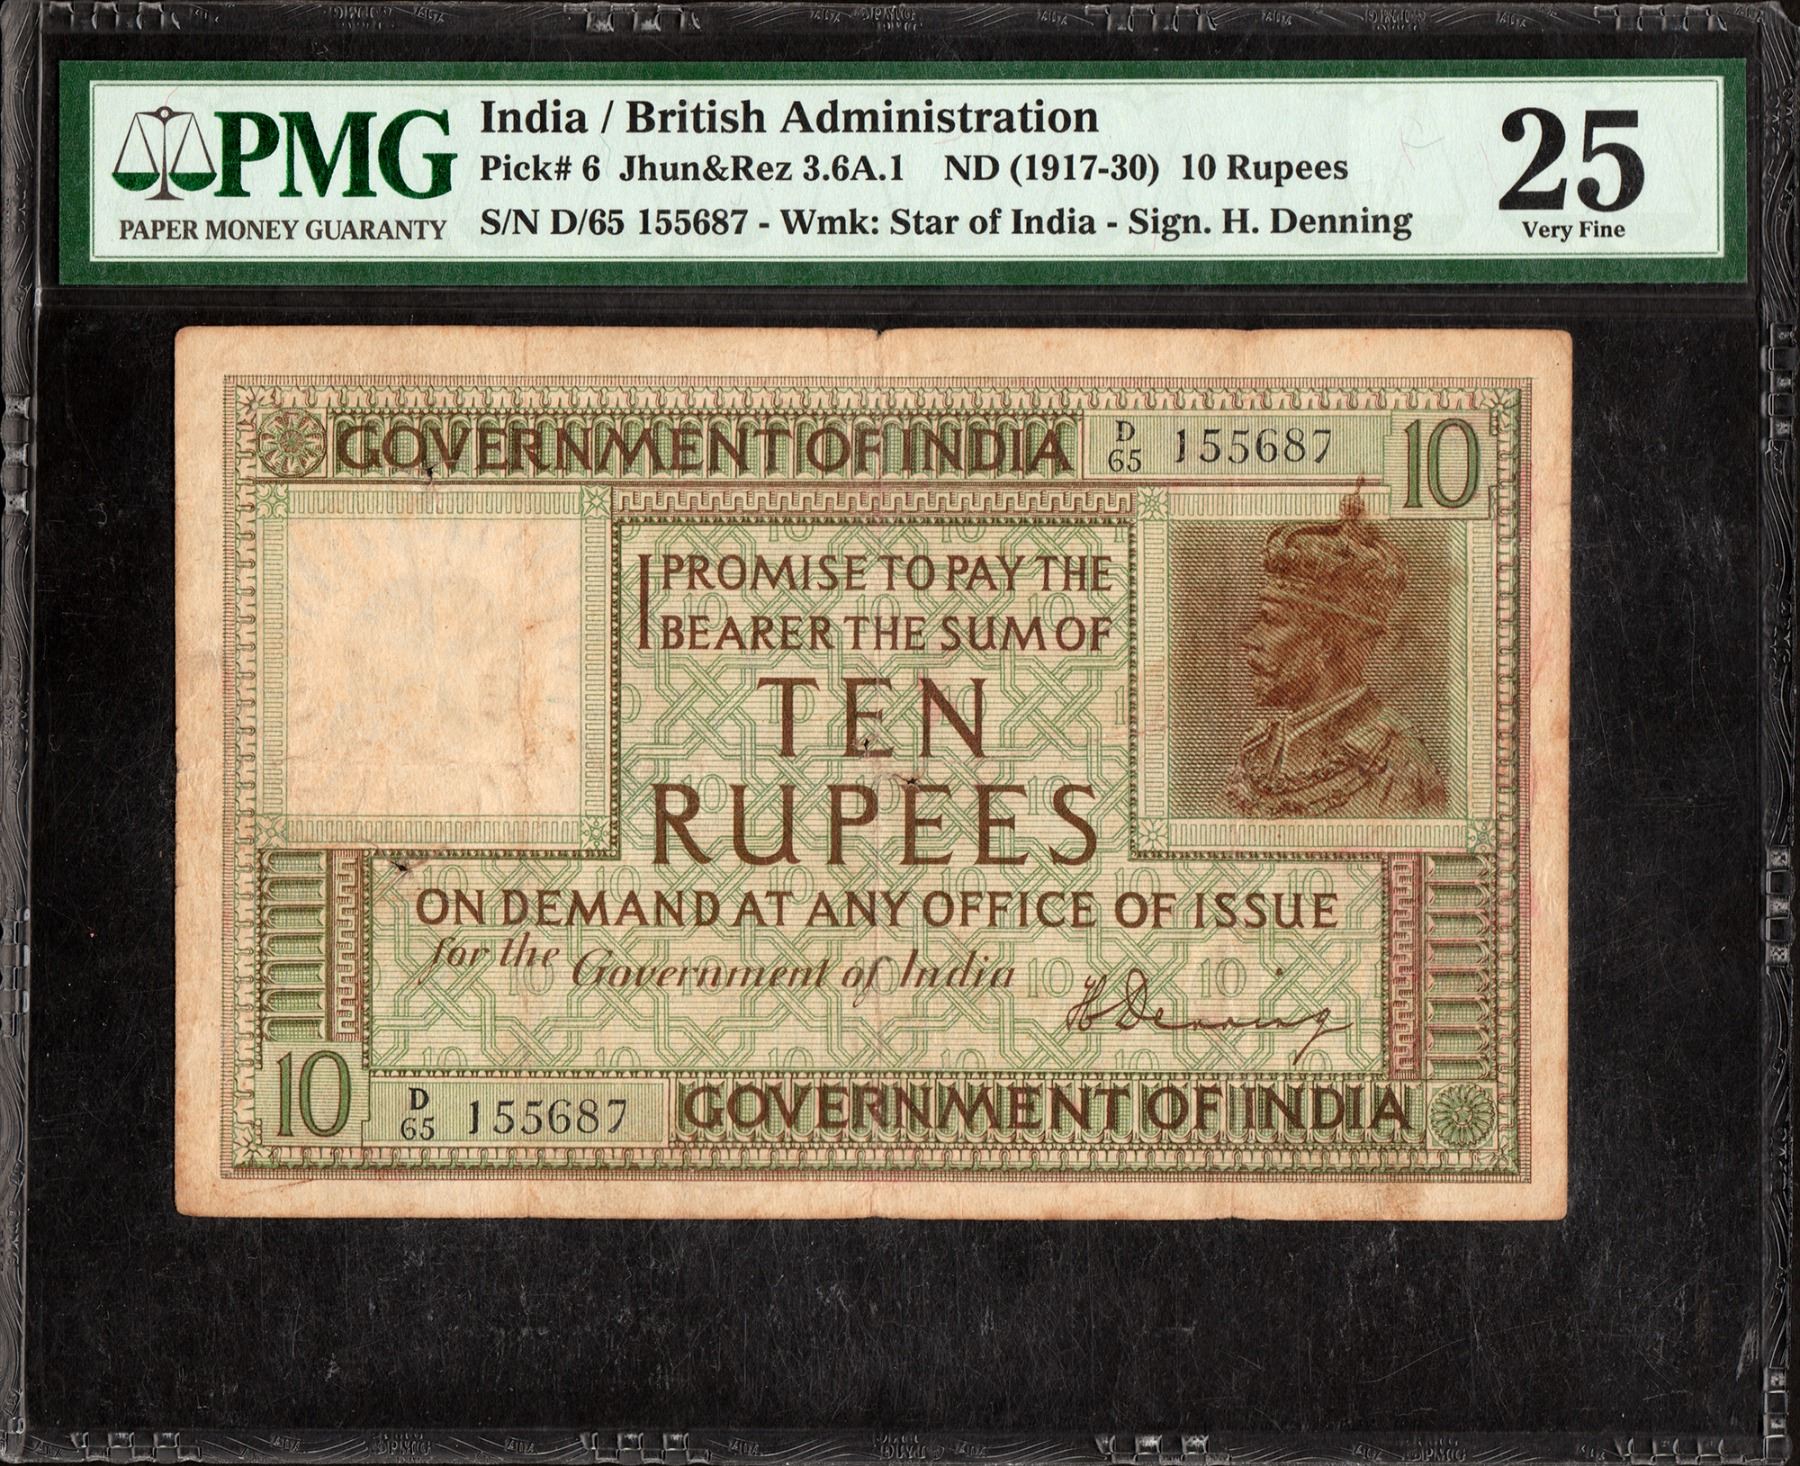 PMG
PAPER MONEY GUARANTY
India / British Administration
Pick# 6 Jhun&Rez 3.6A.1 ND (1917-30) 10 Rupees
S/N D/65 155687 - Wmk: Star of India - Sign. H. Denning
25
Very Fine
GOVERNMENT OF INDIA
D/65 155687
10
I PROMISE TO PAY THE
BEARER THE SUM OF
TEN
RUPEES
ON DEMAND AT ANY OFFICE OF ISSUE
for the Government of India
H Denning
10
D/65 155687
GOVERNMENT OF INDIA